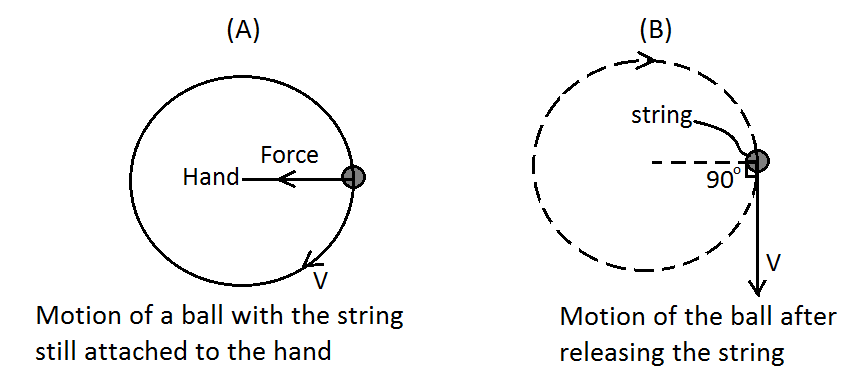 (A)
Force
Hand
V
Motion of a ball with the string
still attached to the hand
(B)
string
90°
V
Motion of the ball after
releasing the string